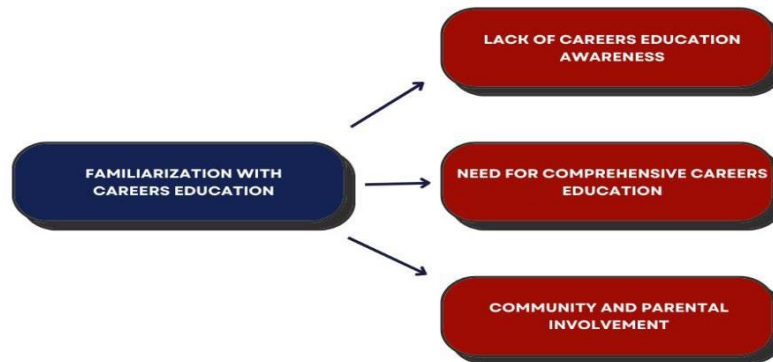 FAMILIARIZATION WITH
CAREERS EDUCATION
LACK OF CAREERS EDUCATION
AWARENESS
NEED FOR COMPREHENSIVE CAREERS
EDUCATION
COMMUNITY AND PARENTAL
INVOLVEMENT